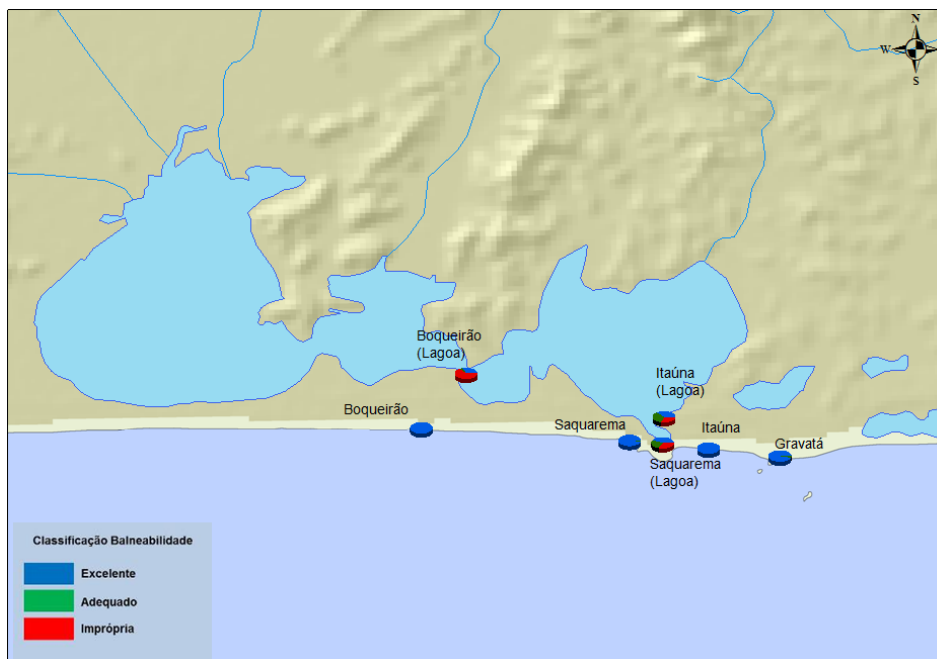 N
W
S
Boqueirão
(Lagoa)
Itaúna
(Lagoa)
Boqueirão
Saquarema
Itaúna
Gravatá
Saquarema
(Lagoa)
Classificação Balneabilidade
Excelente
Adequado
Imprópria